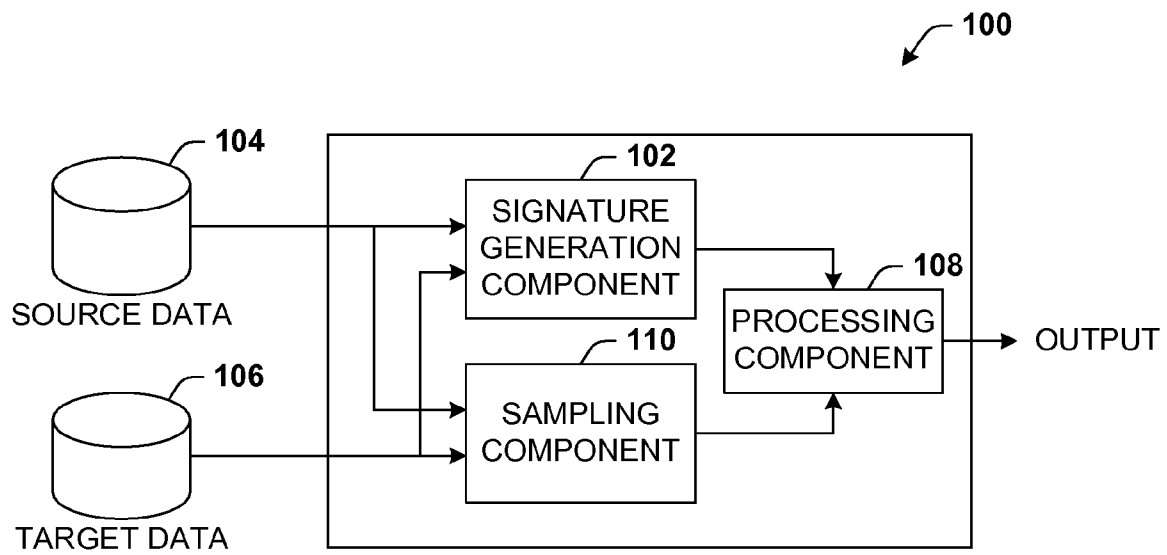 100
104
102
SIGNATURE
GENERATION
COMPONENT
108
SOURCE DATA
PROCESSING
COMPONENT
OUTPUT
110
106
SAMPLING
COMPONENT
TARGET DATA